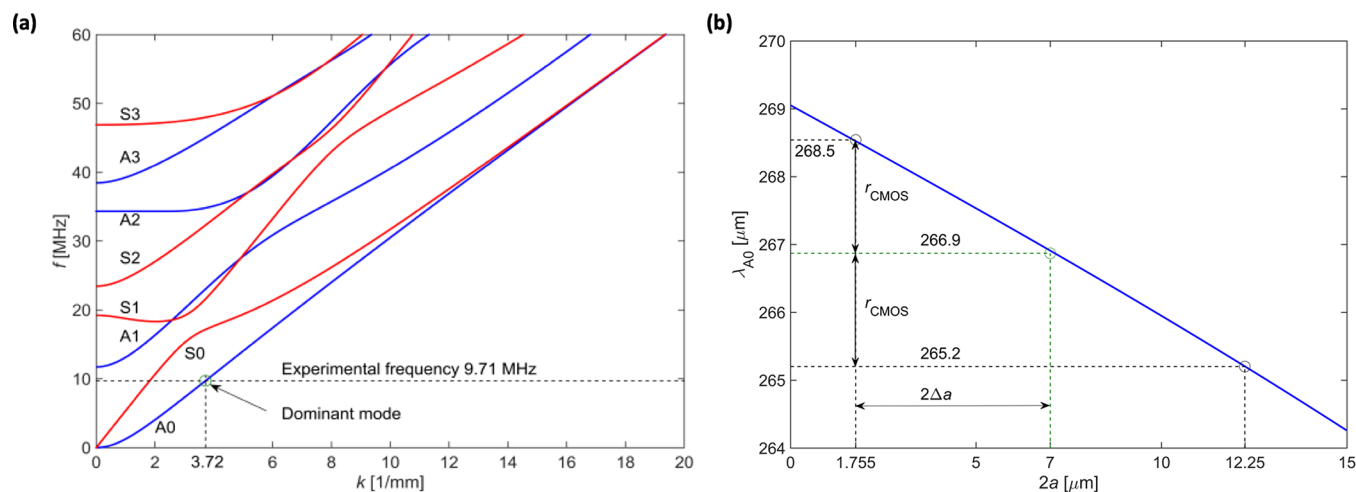 (a)
60
50
40
30
20
10
0
f [MHz]
S3
A3
A2
S2
S1
A1
S0
A0
Experimental frequency 9.71 MHz
Dominant mode
0 2 3.72 6 8 10 12 14 16 18 20
k [1/mm]
(b)
270
269
268
267
266
265
264
λA0 [μm]
268.5
rCMOS
266.9
rCMOS
265.2
2Δa
0 1.755 5 7 10 12.25 15
2a [μm]